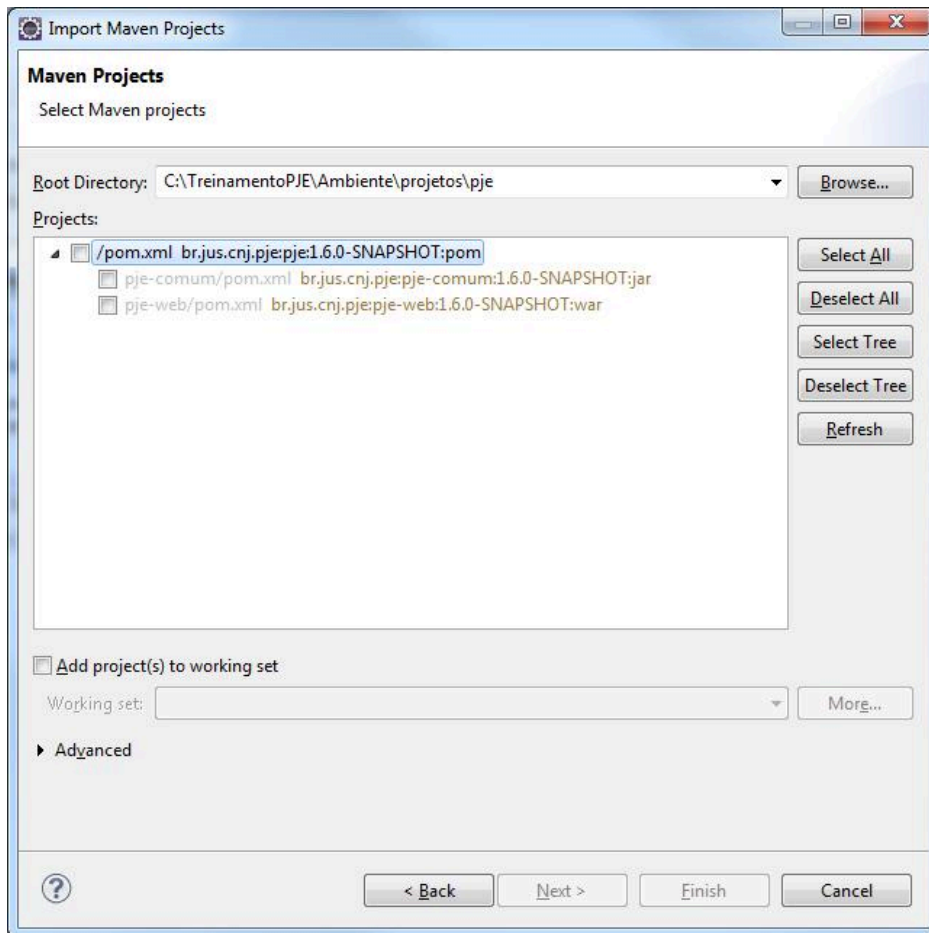 Import Maven Projects
Maven Projects
Select Maven projects
Root Directory: C:\TreinamentoPJE\Ambiente\projetos\pje Browse...
Projects:
/pom.xml br.jus.cnj.pje:pje:1.6.0-SNAPSHOT:pom Select All
pje-comum/pom.xml br.jus.cnj.pje:pje-comum:1.6.0-SNAPSHOT:jar
pje-web/pom.xml br.jus.cnj.pje:pje-web:1.6.0-SNAPSHOT:war Deselect All
Select Tree
Deselect Tree
Refresh
Add project(s) to working set
Working set: More...
Advanced
? < Back Next > Finish Cancel